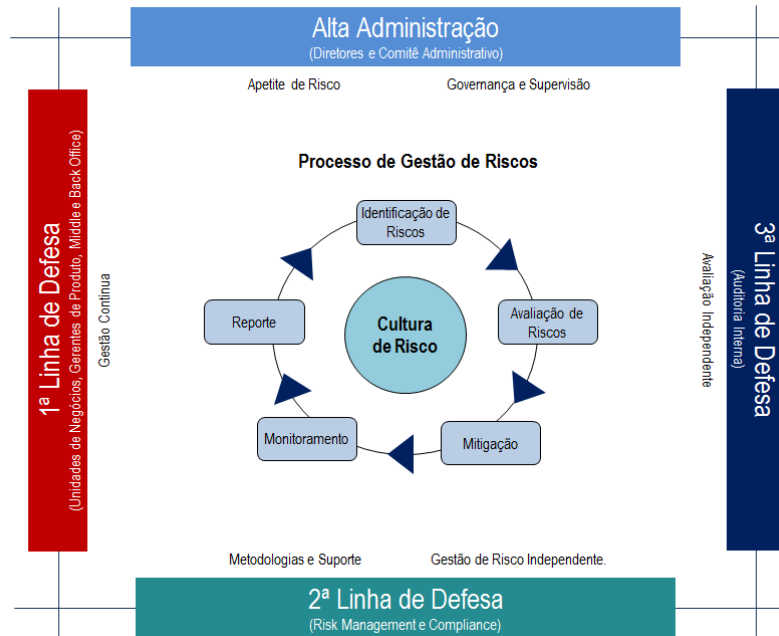 Alta Administração
(Diretores e Comitê Administrativo)
Apetite de Risco
Governança e Supervisão
1ª Linha de Defesa
(Unidades de Negócios, Gerentes de Produto, Middle e Back Office)
Gestão Contínua
Processo de Gestão de Riscos
Identificação de
Riscos
Avaliação de
Riscos
Mitigação
Monitoramento
Reporte
Cultura
de Risco
Avaliação Independente
3ª Linha de Defesa
(Auditoria Interna)
Metodologias e Suporte
Gestão de Risco Independente.
2ª Linha de Defesa
(Risk Management e Compliance)